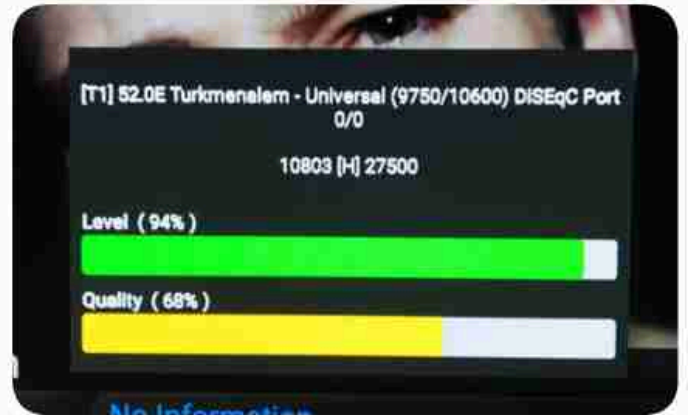 [T1] 52.0E Turkmenalem - Universal (9750/10600) DiSEqC Port
0/0
10803 [H] 27500
Level ( 94% )
Quality ( 68% )
No Information